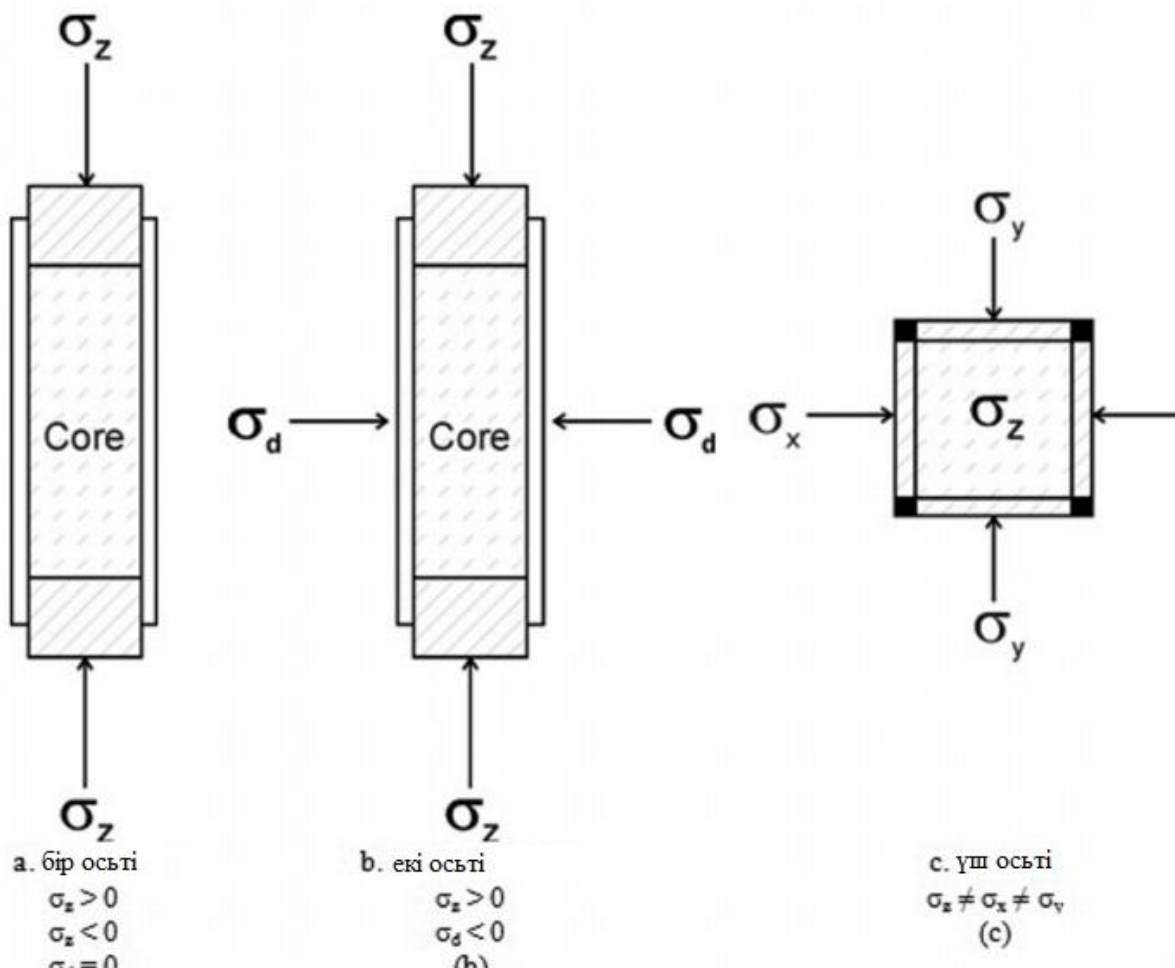 σz
σz
Core
σd
Core
σd
σz
σz
σy
σx
σz
σy
a. бір осьті
σz > 0
σz < 0
b. екі осьті
σz > 0
σd < 0
(b)
c. үш осьті
σz ≠ σx ≠ σy
(c)